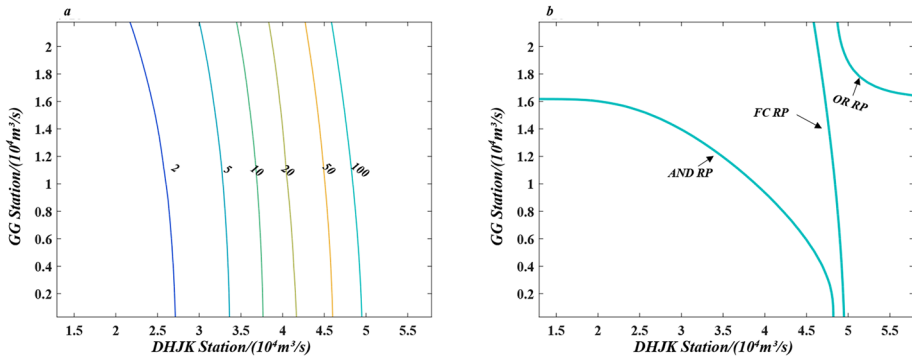 a
2
1.8
1.6
1.4
1.2
1
0.8
0.6
0.4
0.2
GG Station/(10⁴m³/s)
2
5
10
20
50
100
1.5 2 2.5 3 3.5 4 4.5 5 5.5
DHJK Station/(10⁴m³/s)
b
2
1.8
1.6
1.4
1.2
1
0.8
0.6
0.4
0.2
GG Station/(10⁴m³/s)
OR RP
FC RP
AND RP
1.5 2 2.5 3 3.5 4 4.5 5 5.5
DHJK Station/(10⁴m³/s)